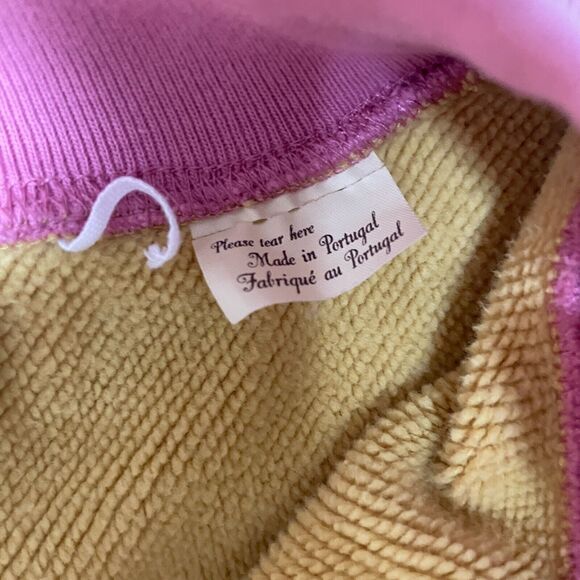 Please tear here
Made in Portugal
Fabriqué au Portugal